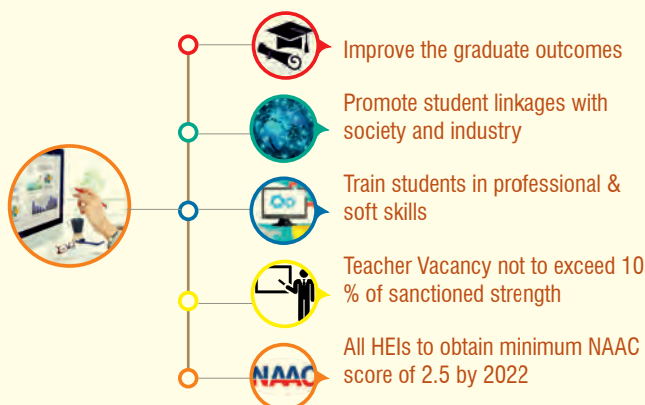 Improve the graduate outcomes
Promote student linkages with
society and industry
Train students in professional &
soft skills
Teacher Vacancy not to exceed 10
% of sanctioned strength
All HEIs to obtain minimum NAAC
score of 2.5 by 2022
NAAC